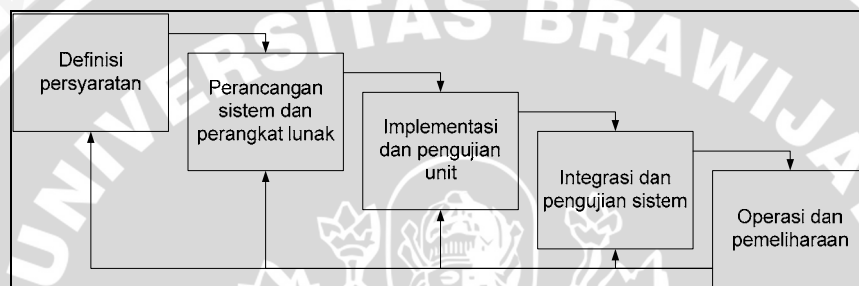 UNIVERSITAS BRAWIJA
Definisi
persyaratan
Perancangan
sistem dan
perangkat lunak
Implementasi
dan pengujian
unit
Integrasi dan
pengujian sistem
Operasi dan
pemeliharaan